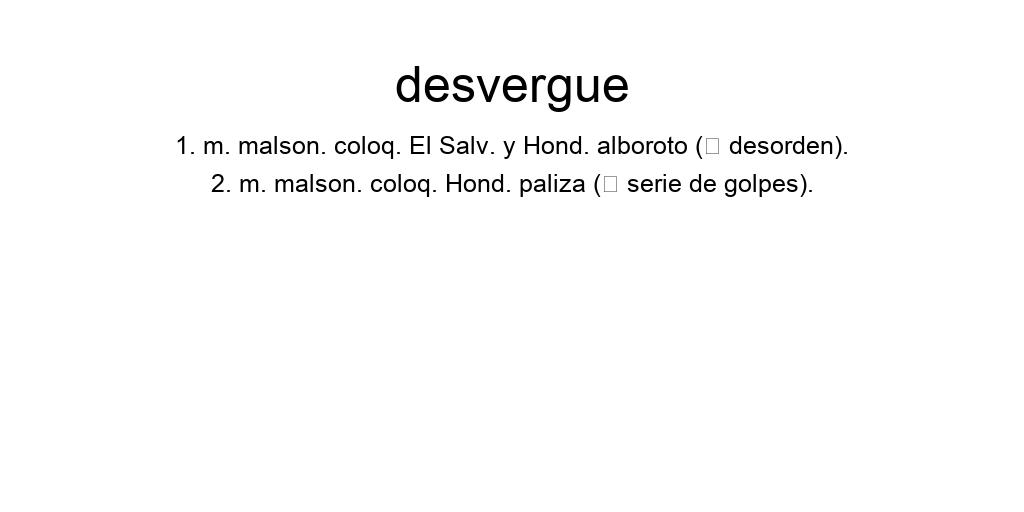 desvergue
1. m. malson. coloq. El Salv. y Hond. alboroto (□ desorden).
2. m. malson. coloq. Hond. paliza (□ serie de golpes).